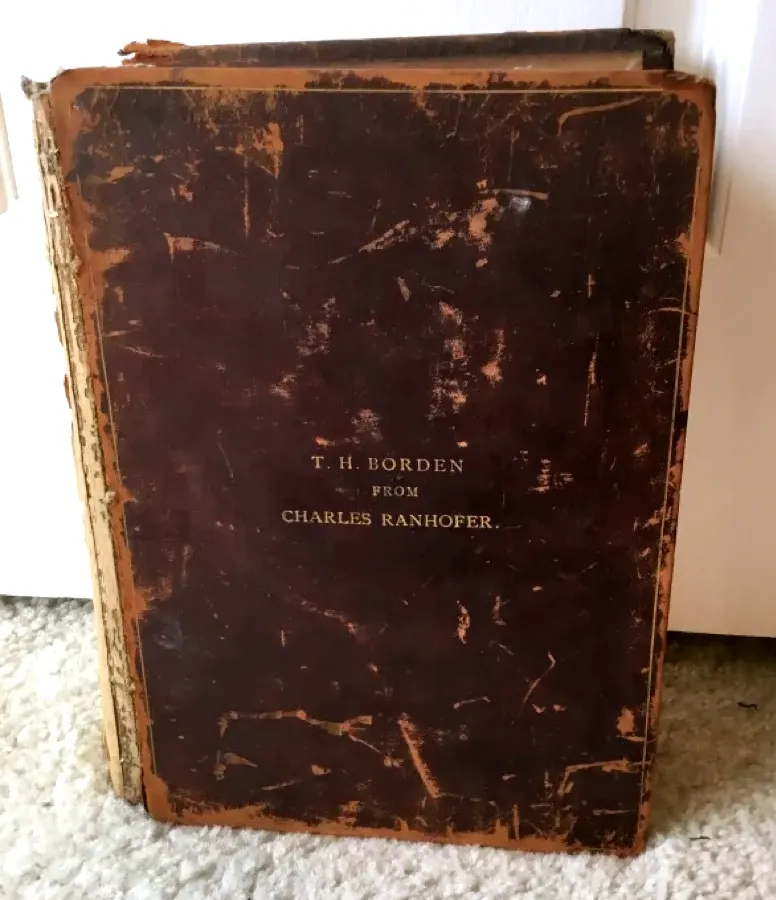 T. H. BORDEN
FROM
CHARLES RANHOFER.